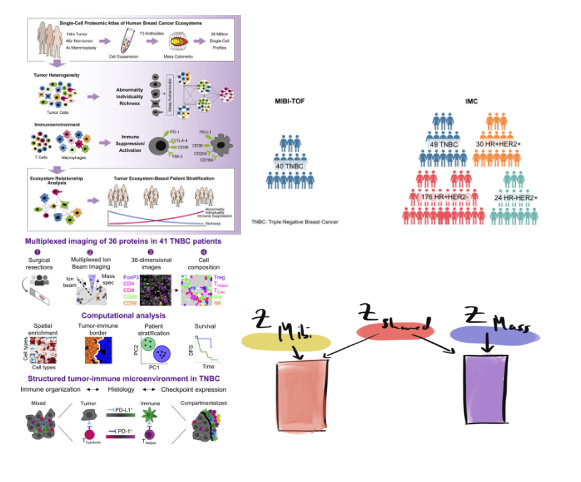 Single-Cell Proteomic Atlas of Human Breast Cancer Ecosystems
144x Tumor
46x Non-tumor
4x Mammoplasty
73 Antibodies
26 Million
Single-Cell
Profiles
Cell Suspension
Mass Cytometry
Tumor Heterogeneity
Tumor Cells
Abnormality
Individuality
Richness
Immunoenvironment
T Cells
Macrophages
Immune
Suppression/
Activation
PD-1
CTLA-4
CD38
TIM-3
PD-L1
CD38
CD204
CD169
Ecosystem Relationship
Analysis
Tumor Ecosystem-Based Patient Stratification
Abnormality
Individuality
Immune Suppression
Richness
MIBI-TOF
40 TNBC
TNBC: Triple Negative Breast Cancer
IMC
49 TNBC
30 HR+HER2+
176 HR+HER2-
24 HR-HER2+
Multiplexed imaging of 36 proteins in 41 TNBC patients
1
2
3
4
Surgical
resections
Multiplexed Ion
Beam Imaging
36-dimensional
images
Cell
composition
Ion
beam
Mass
spec
FoxP3
CD4
CD8
CD56
Treg
T Helper
T Cyto
NK
Computational analysis
Spatial
enrichment
Tumor-immune
border
Patient
stratification
Survival
Cell types
Cell types
PC2
PC1
DFS
Time
Structured tumor-immune microenvironment in TNBC
Immune organization
Histology
Checkpoint expression
Mixed
Tumor
Immune
Compartmentalized
PD-L1+
PD-1+
T Cytotoxic
T Helper
Z Mibi
Z shared
Z Mass